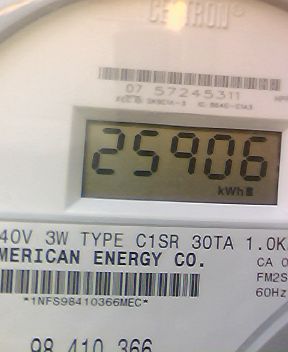 CENTRON®
07 57245311
25906
kWh
40V 3W TYPE C1SR 30TA 1.0K
MERICAN ENERGY CO.
CA 0
FM2S
60Hz
*1NFS98410366MEC*
98 410 366